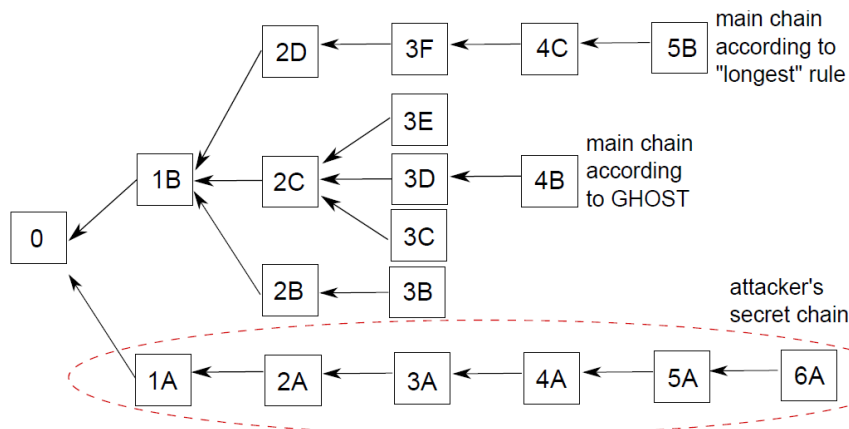 2D
3F
4C
5B
main chain
according to
"longest" rule
3E
1B
2C
3D
4B
main chain
according
to GHOST
0
3C
2B
3B
attacker's
secret chain
1A
2A
3A
4A
5A
6A